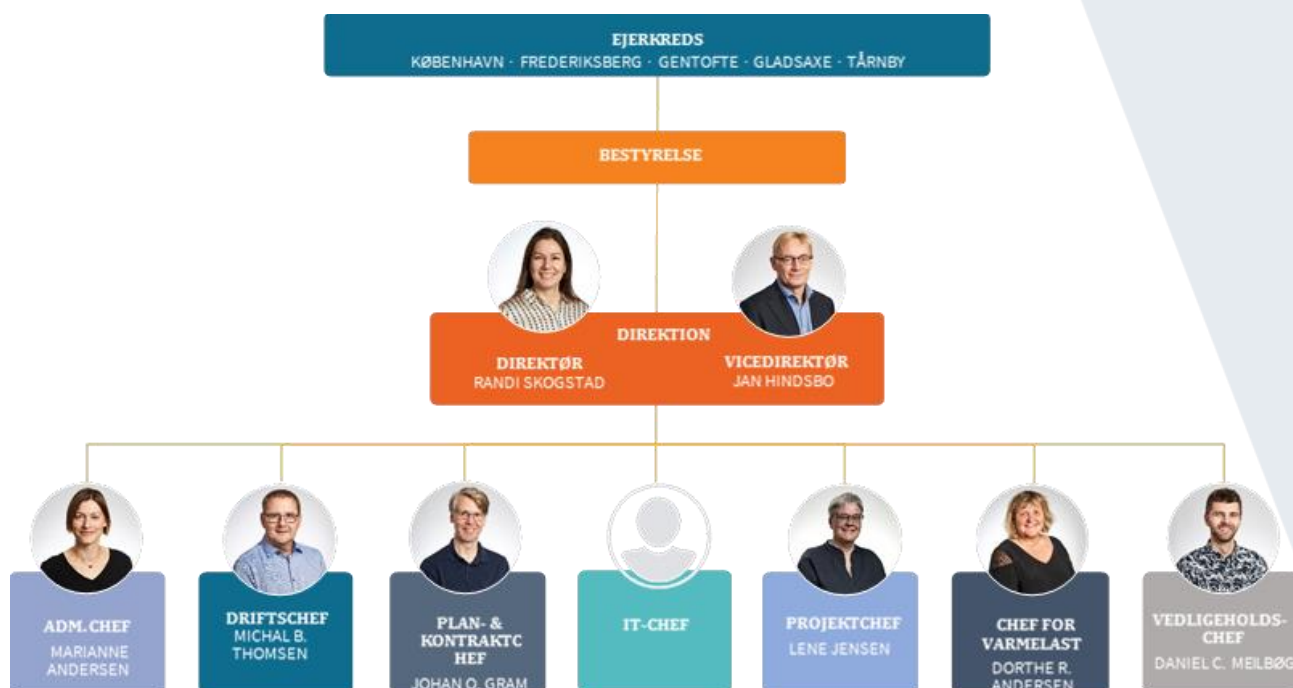 EJERKREDS
KØBENHAVN · FREDERIKSBERG · GENTOFTE · GLADSAXE · TÅRNBY
BESTYRELSE
DIREKTION
DIREKTØR
RANDI SKOGSTAD
VICEDIREKTØR
JAN HINDSBO
ADM. CHEF
MARIANNE
ANDERSEN
DRIFTSCHEF
MICHAL B.
THOMSEN
PLAN- &
KONTRAKTC
HEF
JOHAN O. GRAM
IT-CHEF
PROJEKTCHEF
LENE JENSEN
CHEF FOR
VARMELAST
DORTHE R.
ANDERSEN
VEDLIGEHOLDS-
CHEF
DANIEL C. MEILBØG